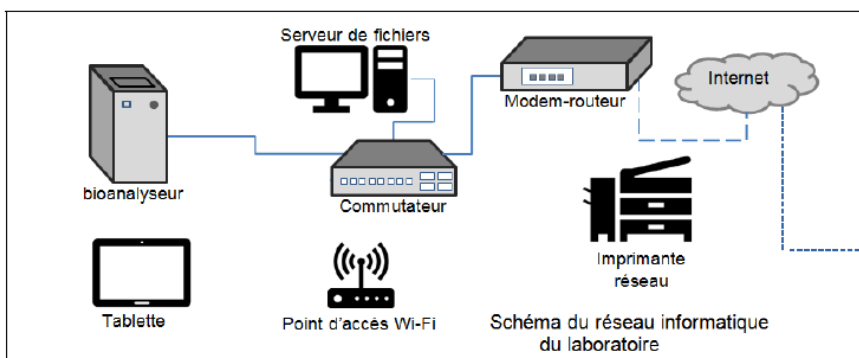 Serveur de fichiers
Internet
Modem-routeur
bioanalyseur
Commutateur
Imprimante
réseau
Tablette
Point d'accès Wi-Fi
Schéma du réseau informatique
du laboratoire